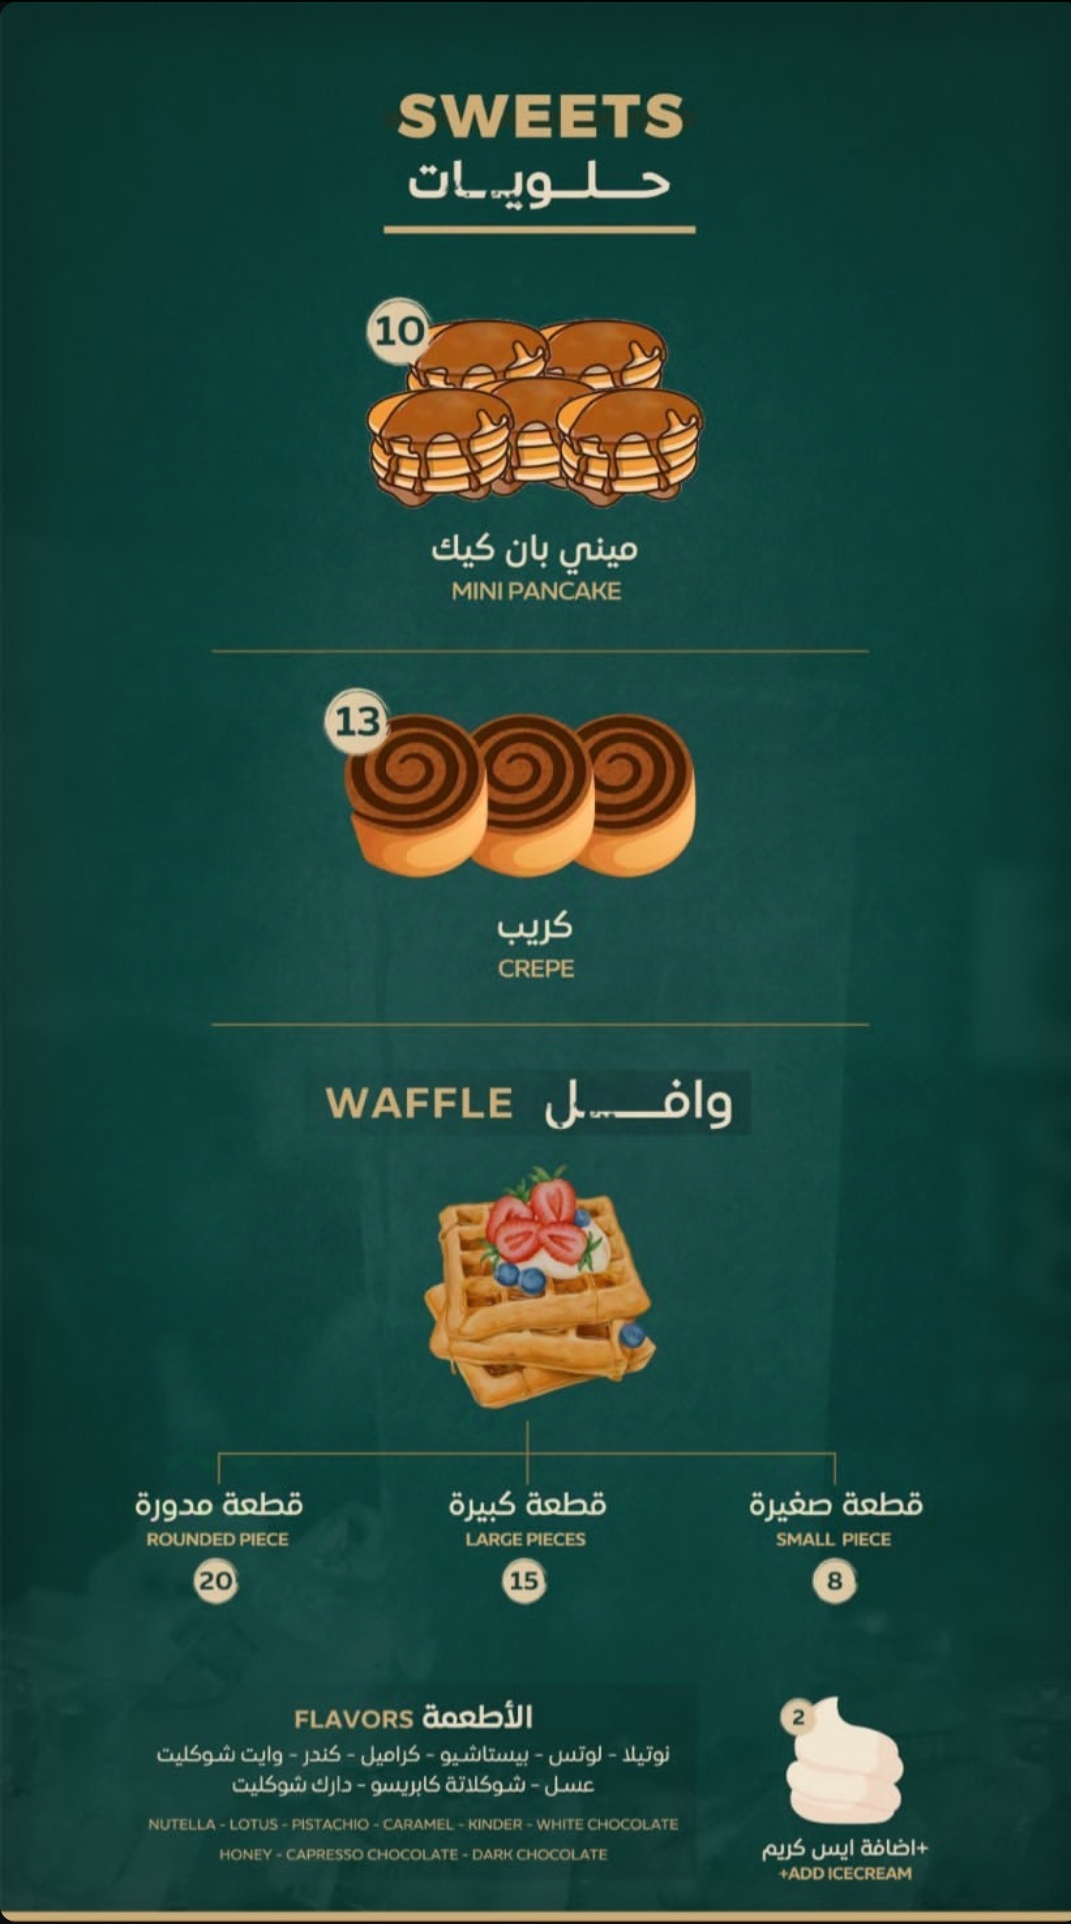 SWEETS
حلويات
10
ميني بان كيك
MINI PANCAKE
13
كريب
CREPE
WAFFLE وافل
قطعة صغيرة
SMALL PIECE
8
قطعة كبيرة
LARGE PIECES
15
قطعة مدورة
ROUNDED PIECE
20
FLAVORS الأطعمة
نوتيلا - لوتس - بيستاشيو - كراميل - كندر - وايت شوكليت
عسل - شوكلاتة كابريسو - دارك شوكليت
NUTELLA - LOTUS - PISTACHIO - CARAMEL - KINDER - WHITE CHOCOLATE
HONEY - CAPRESSO CHOCOLATE - DARK CHOCOLATE
2
+اضافة ايس كريم
+ADD ICECREAM